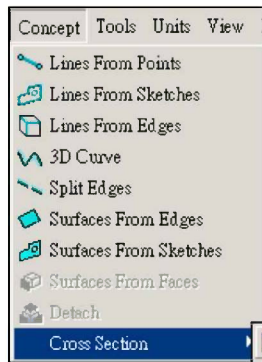 Concept Tools Units View
Lines From Points
Lines From Sketches
Lines From Edges
3D Curve
Split Edges
Surfaces From Edges
Surfaces From Sketches
Surfaces From Faces
Detach
Cross Section